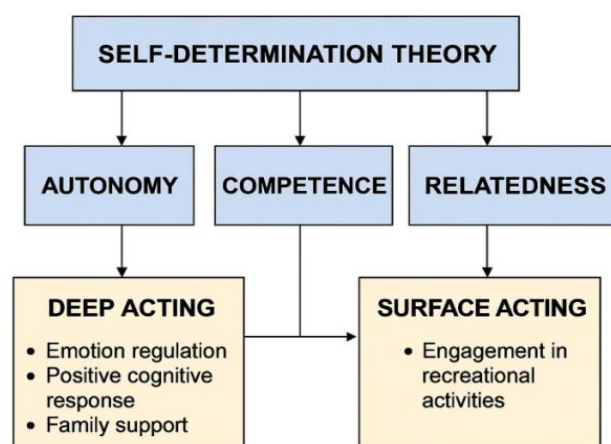 SELF-DETERMINATION THEORY
AUTONOMY
COMPETENCE
RELATEDNESS
DEEP ACTING
• Emotion regulation
• Positive cognitive
response
• Family support
SURFACE ACTING
• Engagement in
recreational
activities